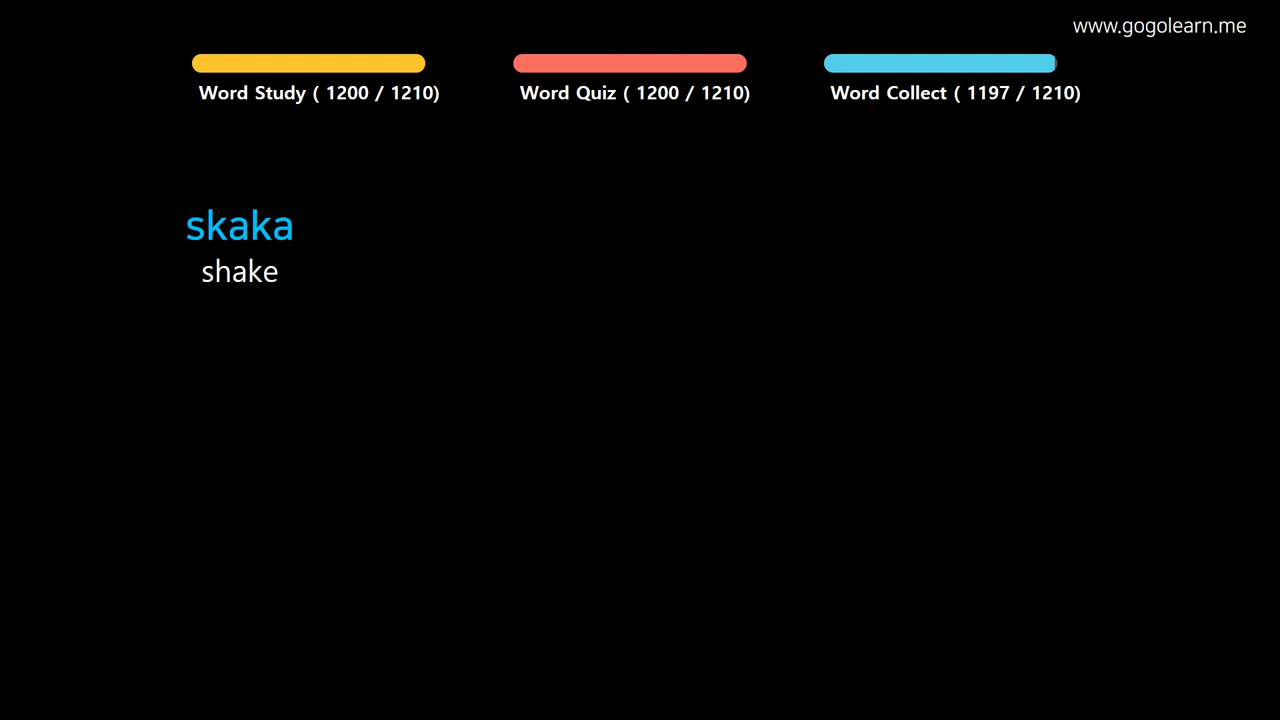 www.gogolearn.me
Word Study ( 1200 / 1210)
Word Quiz ( 1200 / 1210)
Word Collect ( 1197 / 1210)
skaka
shake